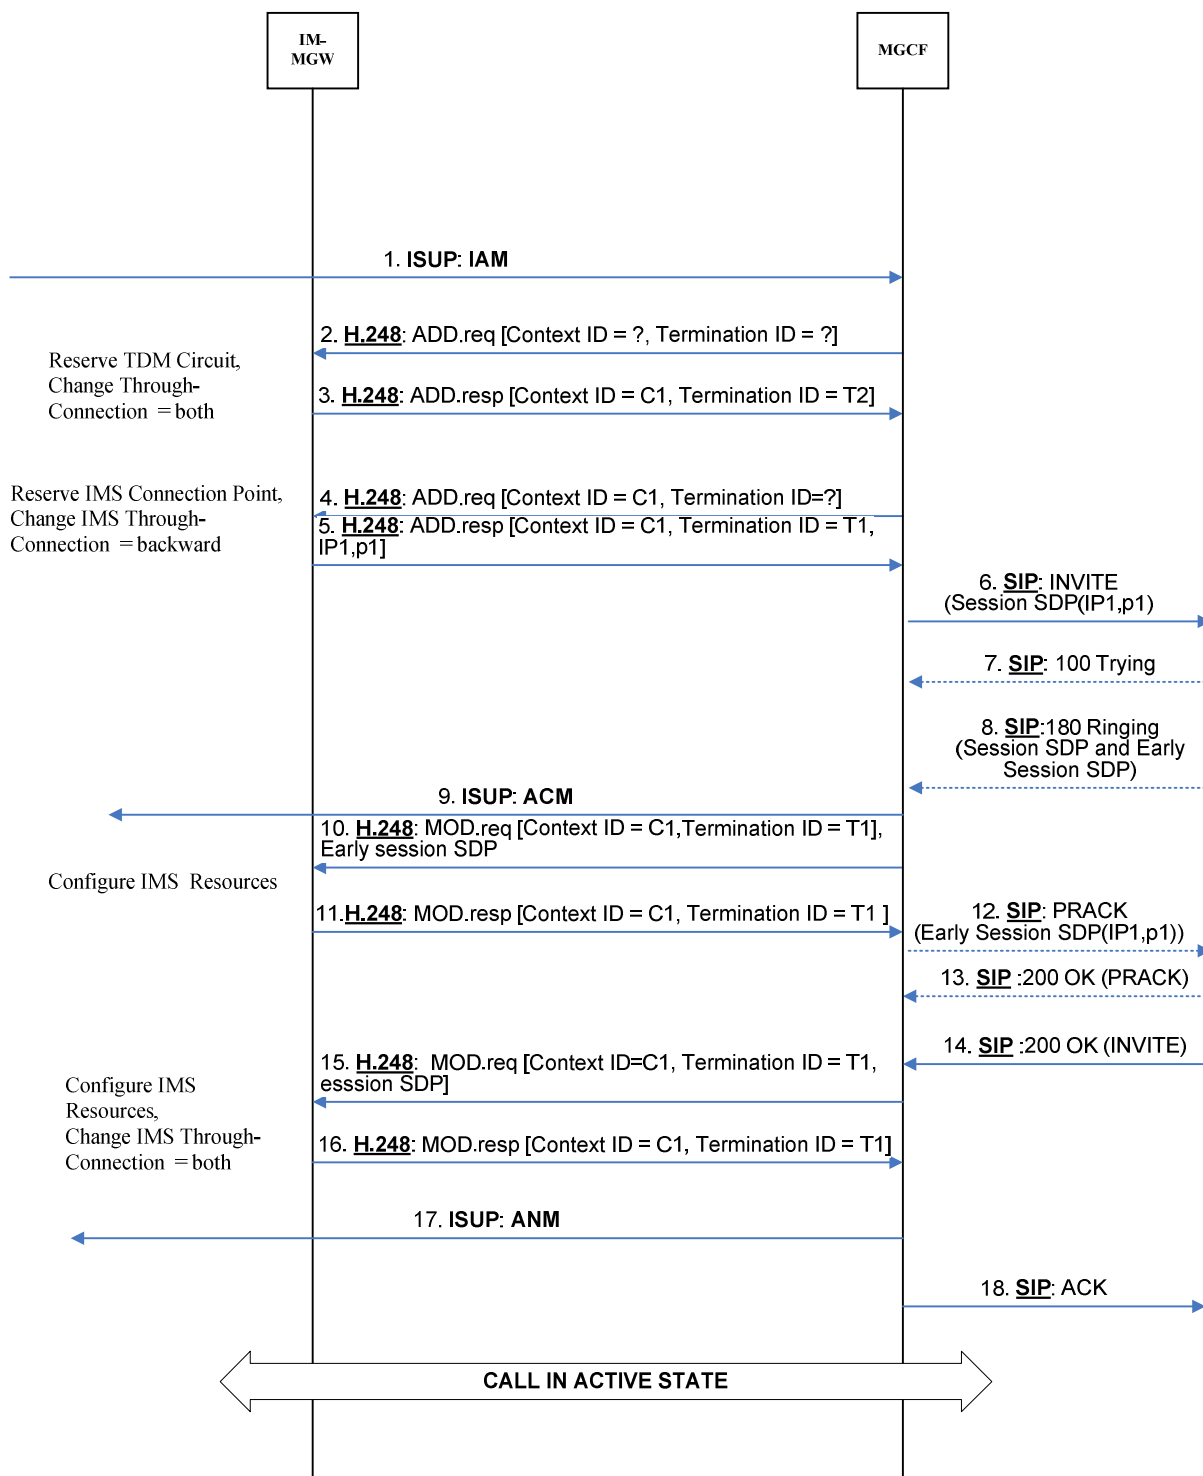 IM-
MGW
MGCF
1. ISUP: IAM
2. H.248: ADD.req [Context ID = ?, Termination ID = ?]
Reserve TDM Circuit,
Change Through-
Connection = both
3. H.248: ADD.resp [Context ID = C1, Termination ID = T2]
Reserve IMS Connection Point,
Change IMS Through-
Connection = backward
4. H.248: ADD.req [Context ID = C1, Termination ID=?]
5. H.248: ADD.resp [Context ID = C1, Termination ID = T1,
IP1,p1]
6. SIP: INVITE
(Session SDP(IP1,p1)
7. SIP: 100 Trying
8. SIP:180 Ringing
(Session SDP and Early
Session SDP)
9. ISUP: ACM
10. H.248: MOD.req [Context ID = C1,Termination ID = T1],
Early session SDP
Configure IMS Resources
11.H.248: MOD.resp [Context ID = C1, Termination ID = T1 ]
12. SIP: PRACK
(Early Session SDP(IP1,p1))
13. SIP :200 OK (PRACK)
14. SIP :200 OK (INVITE)
15. H.248: MOD.req [Context ID=C1, Termination ID = T1,
esssion SDP]
Configure IMS
Resources,
Change IMS Through-
Connection = both
16. H.248: MOD.resp [Context ID = C1, Termination ID = T1]
17. ISUP: ANM
18. SIP: ACK
CALL IN ACTIVE STATE